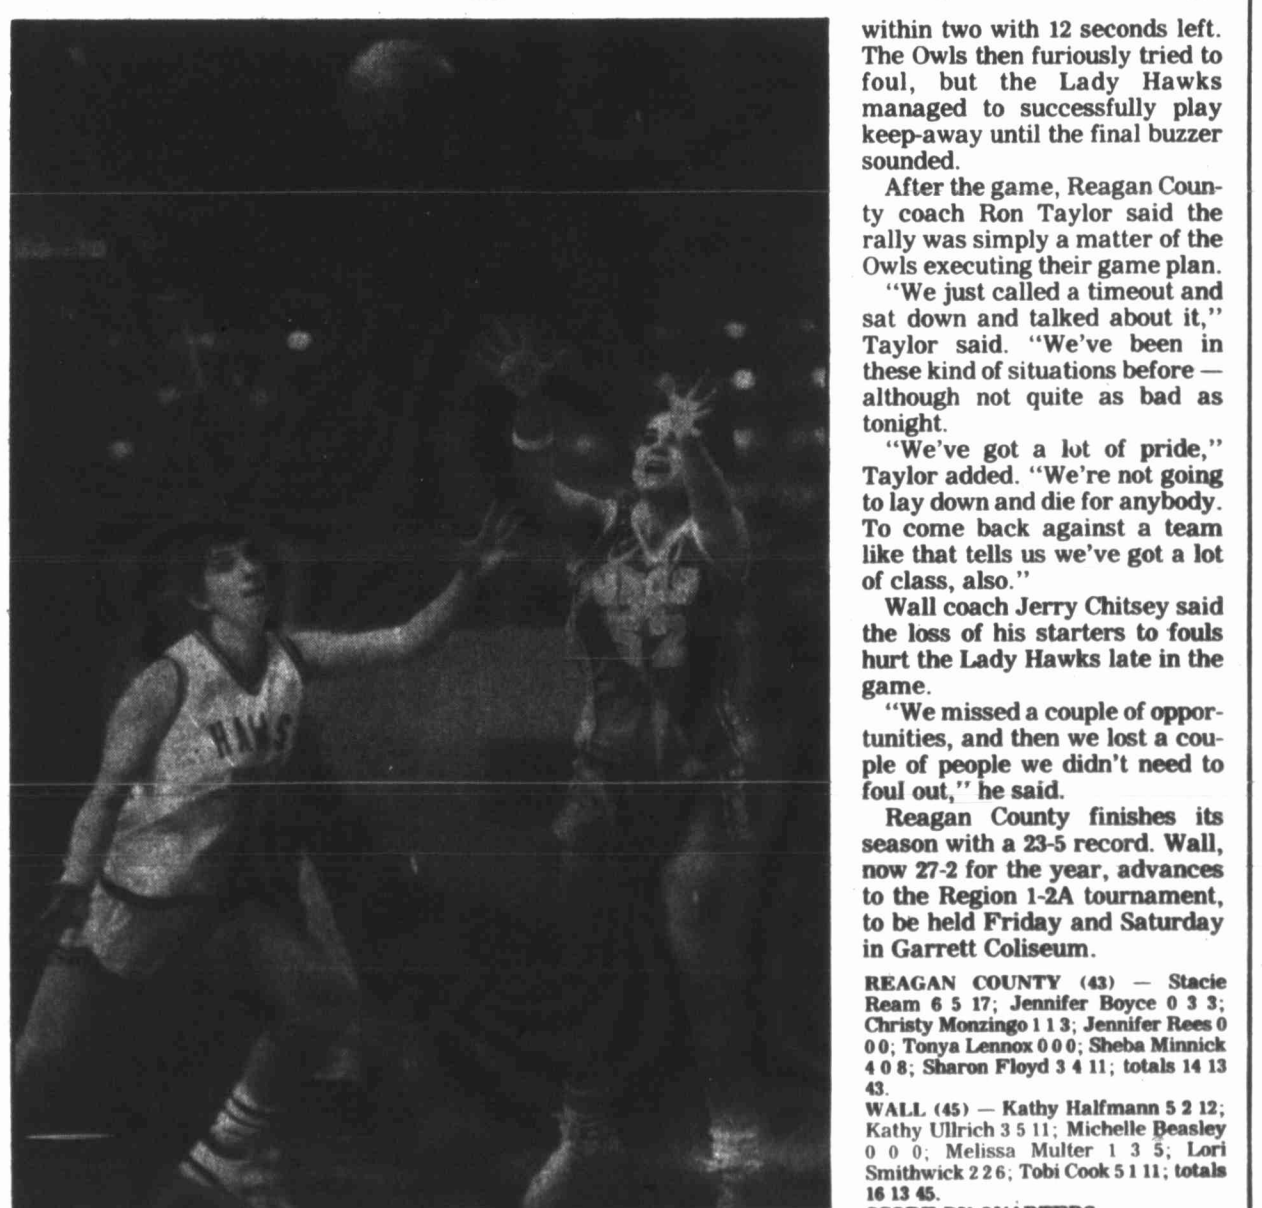 HAWKS
within two with 12 seconds left.
The Owls then furiously tried to
foul, but the Lady Hawks
managed to successfully play
keep-away until the final buzzer
sounded.
After the game, Reagan Coun-
ty coach Ron Taylor said the
rally was simply a matter of the
Owls executing their game plan.
“We just called a timeout and
sat down and talked about it,”
Taylor said. “We've been in
these kind of situations before —
although not quite as bad as
tonight.
“We've got a lot of pride,”
Taylor added. “We're not going
to lay down and die for anybody.
To come back against a team
like that tells us we've got a lot
of class, also.”
Wall coach Jerry Chitsey said
the loss of his starters to fouls
hurt the Lady Hawks late in the
game.
“We missed a couple of oppor-
tunities, and then we lost a cou-
ple of people we didn't need to
foul out,” he said.
Reagan County finishes its
season with a 23-5 record. Wall,
now 27-2 for the year, advances
to the Region 1-2A tournament,
to be held Friday and Saturday
in Garrett Coliseum.
REAGAN COUNTY (43) — Stacie
Ream 6 5 17; Jennifer Boyce 0 3 3;
Christy Monzingo 1 1 3; Jennifer Rees 0
0 0; Tonya Lennox 0 0 0; Sheba Minnick
4 0 8; Sharon Floyd 3 4 11; totals 14 13
43.
WALL (45) — Kathy Halfmann 5 2 12;
Kathy Ullrich 3 5 11; Michelle Beasley
0 0 0; Melissa Multer 1 3 5; Lori
Smithwick 2 2 6; Tobi Cook 5 1 11; totals
16 13 45.